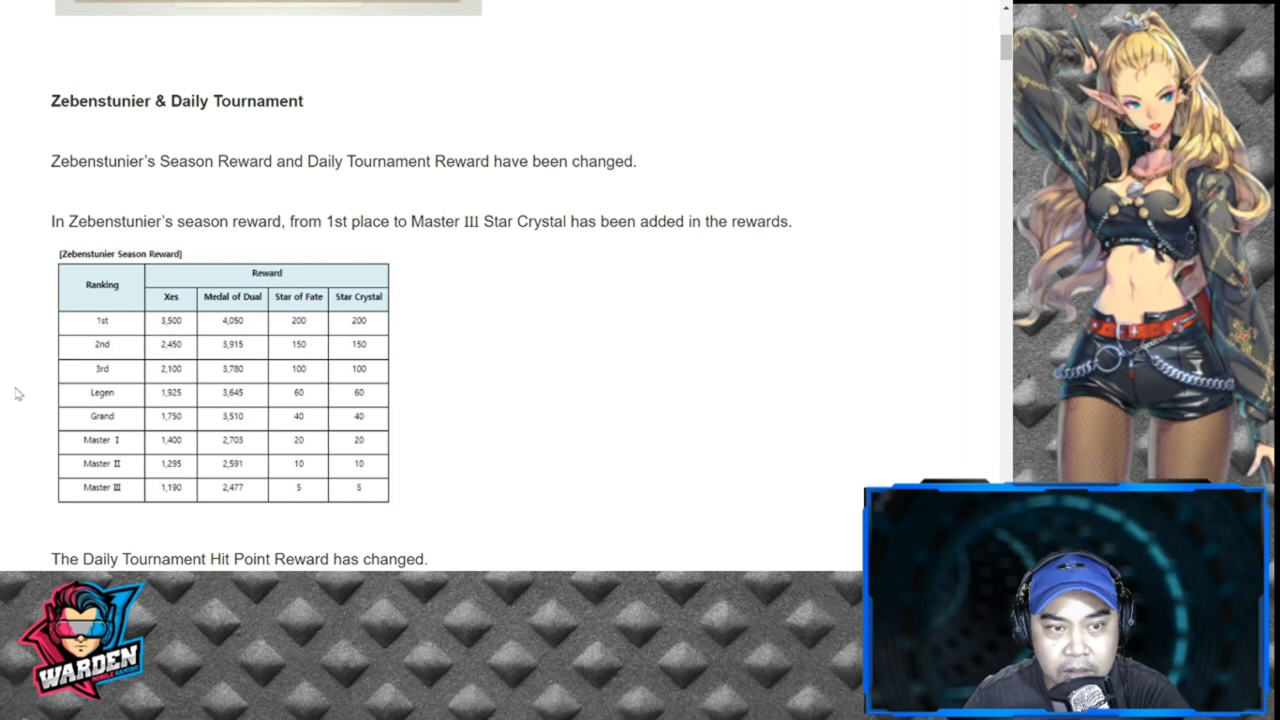 Zebenstunier & Daily Tournament
Zebenstunier's Season Reward and Daily Tournament Reward have been changed.
In Zebenstunier's season reward, from 1st place to Master III Star Crystal has been added in the rewards.
[Zebenstunier Season Reward]
Ranking Reward
Xes Medal of Dual Star of Fate Star Crystal
1st 3,500 4,050 200 200
2nd 2,450 3,915 150 150
3rd 2,100 3,780 100 100
Legen 1,925 3,645 60 60
Grand 1,750 3,510 40 40
Master I 1,400 2,703 20 20
Master II 1,295 2,591 10 10
Master III 1,190 2,477 5 5
The Daily Tournament Hit Point Reward has changed.
WARDEN
MOBILE GAMING